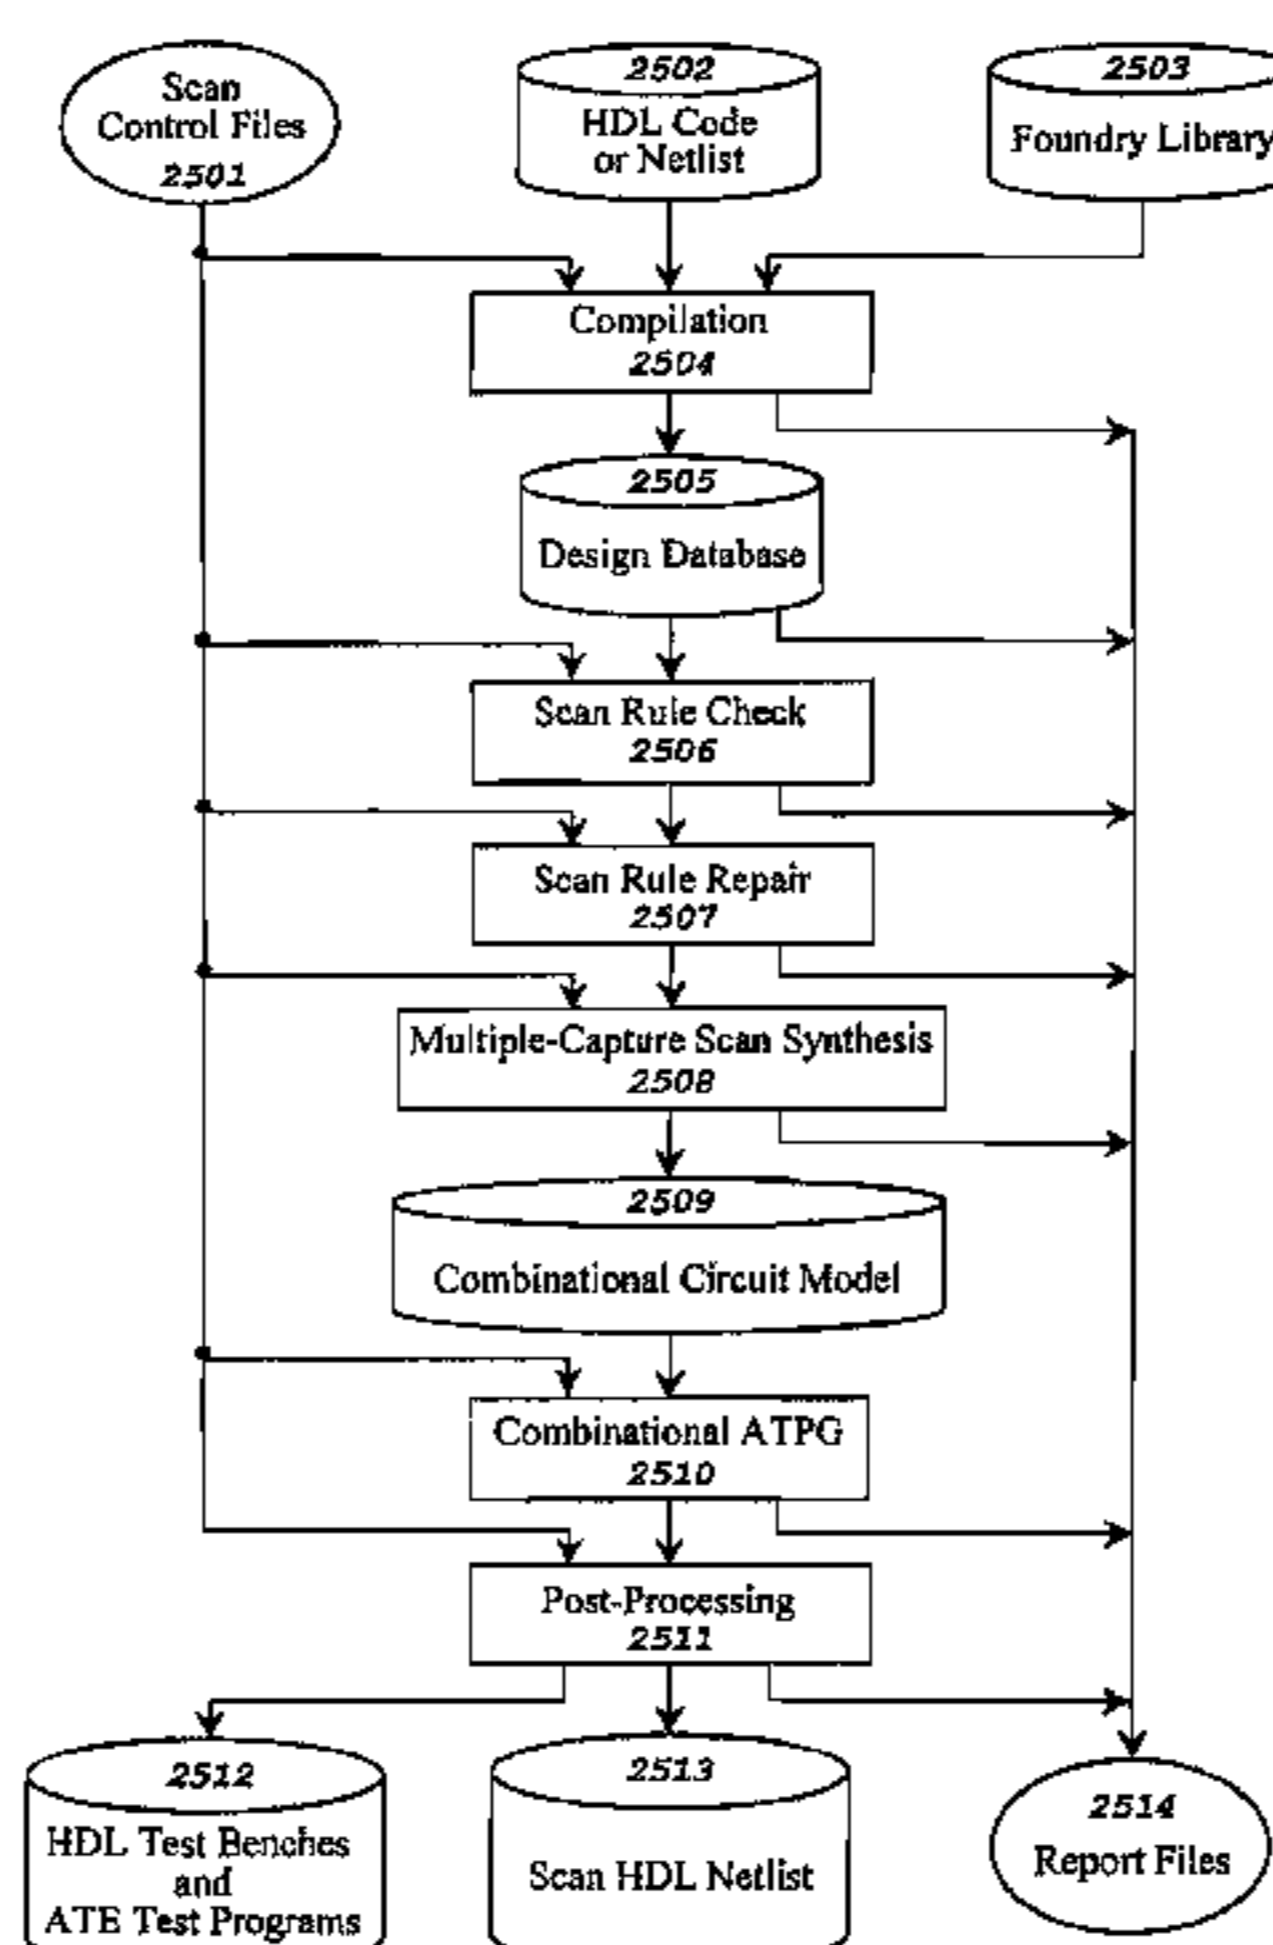 Scan
Control Files
2501
2502
HDL Code
or Netlist
2503
Foundry Library
Compilation
2504
2505
Design Database
Scan Rule Check
2506
Scan Rule Repair
2507
Multiple-Capture Scan Synthesis
2508
2509
Combinational Circuit Model
Combinational ATPG
2510
Post-Processing
2511
2512
HDL Test Benches
and
ATE Test Programs
2513
Scan HDL Netlist
2514
Report Files